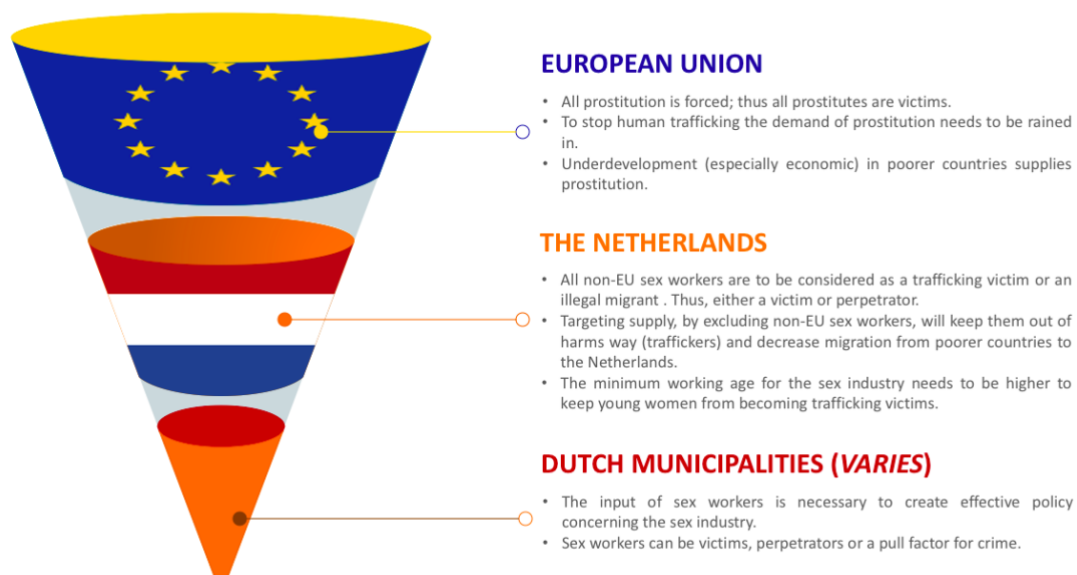 EUROPEAN UNION
• All prostitution is forced; thus all prostitutes are victims.
• To stop human trafficking the demand of prostitution needs to be rained
in.
• Underdevelopment (especially economic) in poorer countries supplies
prostitution.
THE NETHERLANDS
• All non-EU sex workers are to be considered as a trafficking victim or an
illegal migrant . Thus, either a victim or perpetrator.
• Targeting supply, by excluding non-EU sex workers, will keep them out of
harms way (traffickers) and decrease migration from poorer countries to
the Netherlands.
• The minimum working age for the sex industry needs to be higher to
keep young women from becoming trafficking victims.
DUTCH MUNICIPALITIES (VARIES)
• The input of sex workers is necessary to create effective policy
concerning the sex industry.
• Sex workers can be victims, perpetrators or a pull factor for crime.